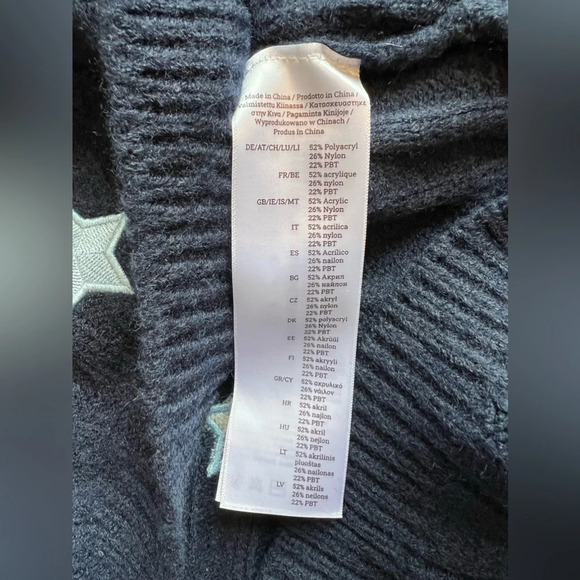 Made in China / Prodotto in China /
Valmistettu Kiinassa / Κατασκευαστηκε
στην Κινα / Pagaminta Kinijoje /
Wyprodukowano w Chinach /
Produs in China
DE/AT/CH/LU/LI 52% Polyacryl
26% Nylon
22% PBT
FR/BE 52% acrylique
26% nylon
22% PBT
GB/IE/IS/MT 52% Acrylic
26% Nylon
22% PBT
IT 52% acrilica
26% nylon
22% PBT
ES 52% Acrílico
26% nailon
22% PBT
BG 52% Акрил
26% найлон
22% PBT
CZ 52% akryl
26% nylon
22% PBT
DK 52% polyacryl
26% Nylon
22% PBT
EE 52% Akrüül
26% nailon
22% PBT
FI 52% akryyli
26% nailon
22% PBT
GR/CY 52% ακρυλικό
26% νάιλον
22% PBT
HR 52% akril
26% najlon
22% PBT
HU 52% akril
26% nejlon
22% PBT
LT 52% akrilinis
pluoštas
26% nailonas
22% PBT
LV 52% akrils
26% neilons
22% PBT